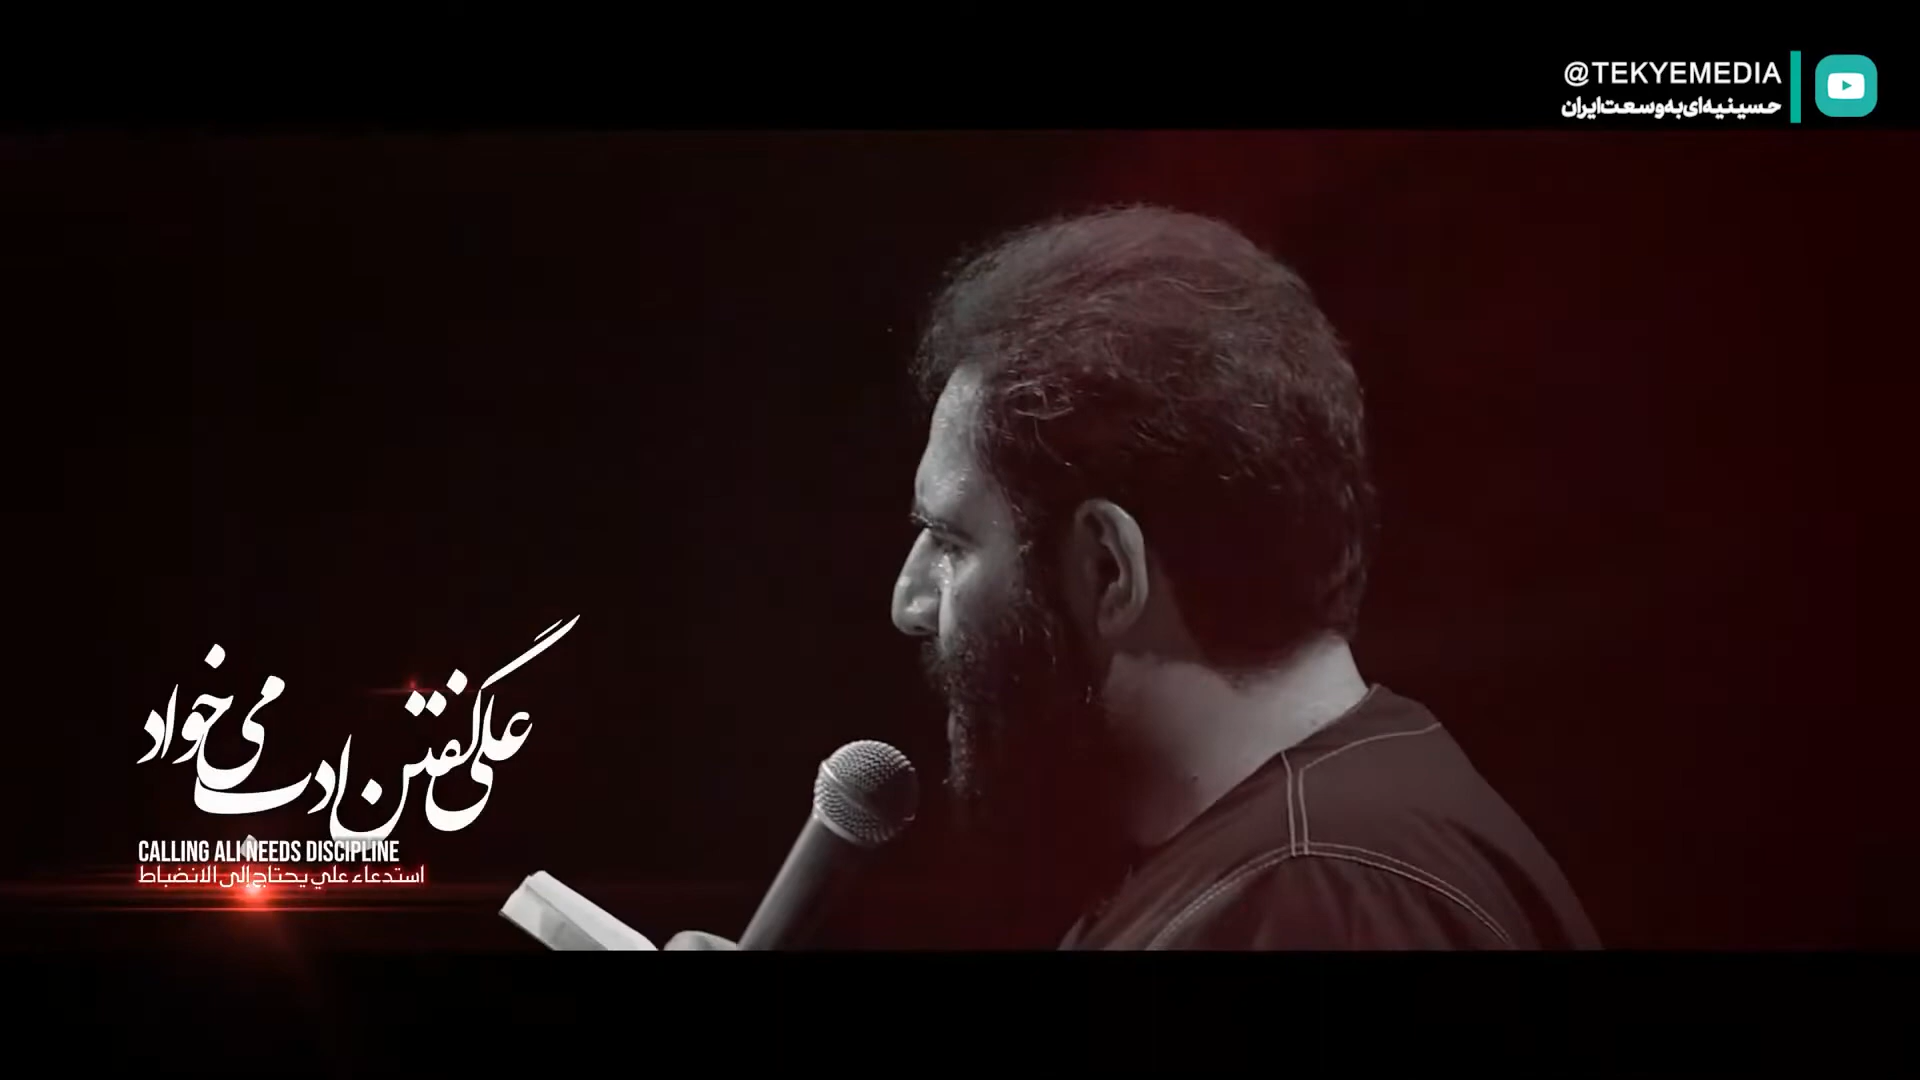 @TEKYEMEDIA
حسینیه‌ای به وسعت ایران
علی گفتن ادب می خواد
CALLING ALI NEEDS DISCIPLINE
استدعاء علي يحتاج إلى الانضباط